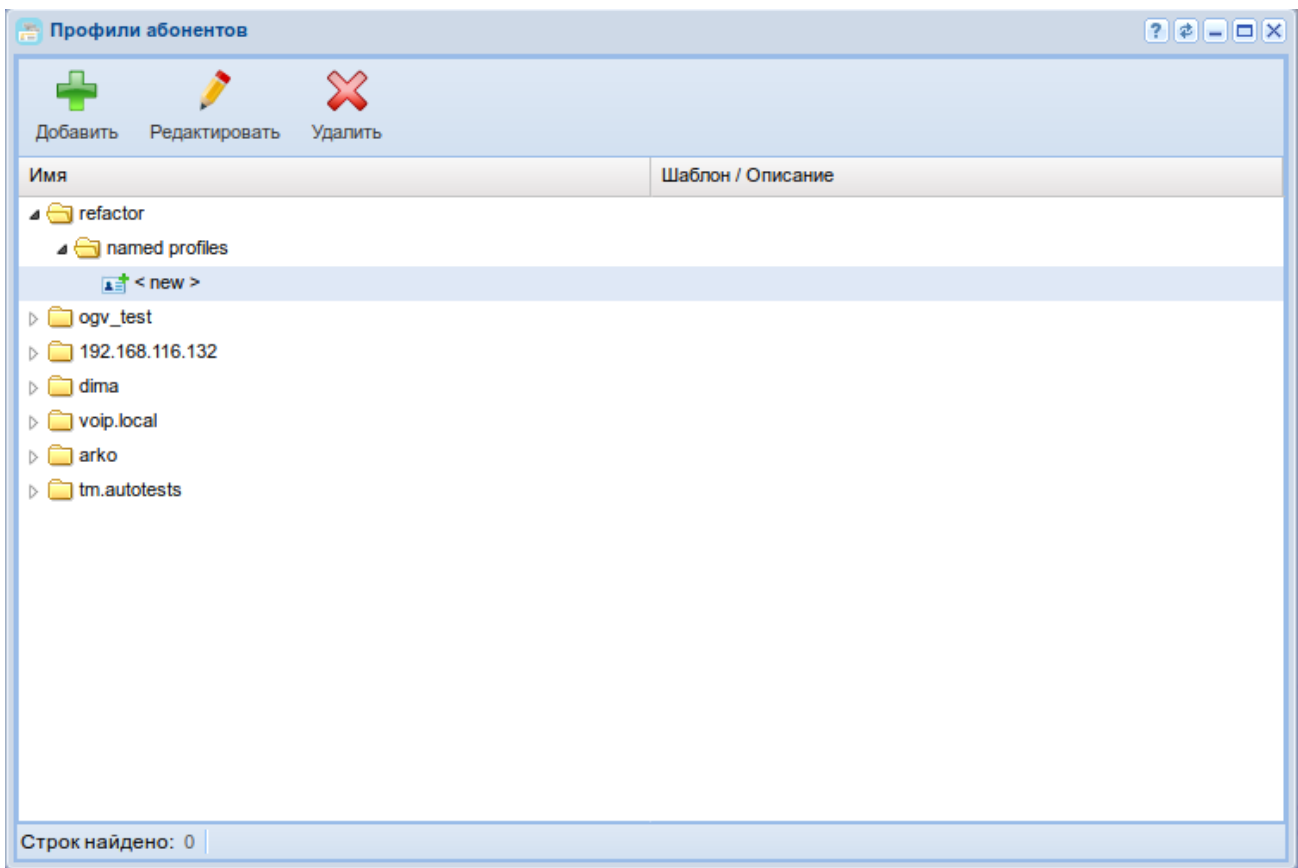 Профили абонентов
Добавить Редактировать Удалить
Имя Шаблон / Описание
refactor
named profiles
< new >
ogv_test
192.168.116.132
dima
voip.local
arko
tm.autotests
Строк найдено: 0